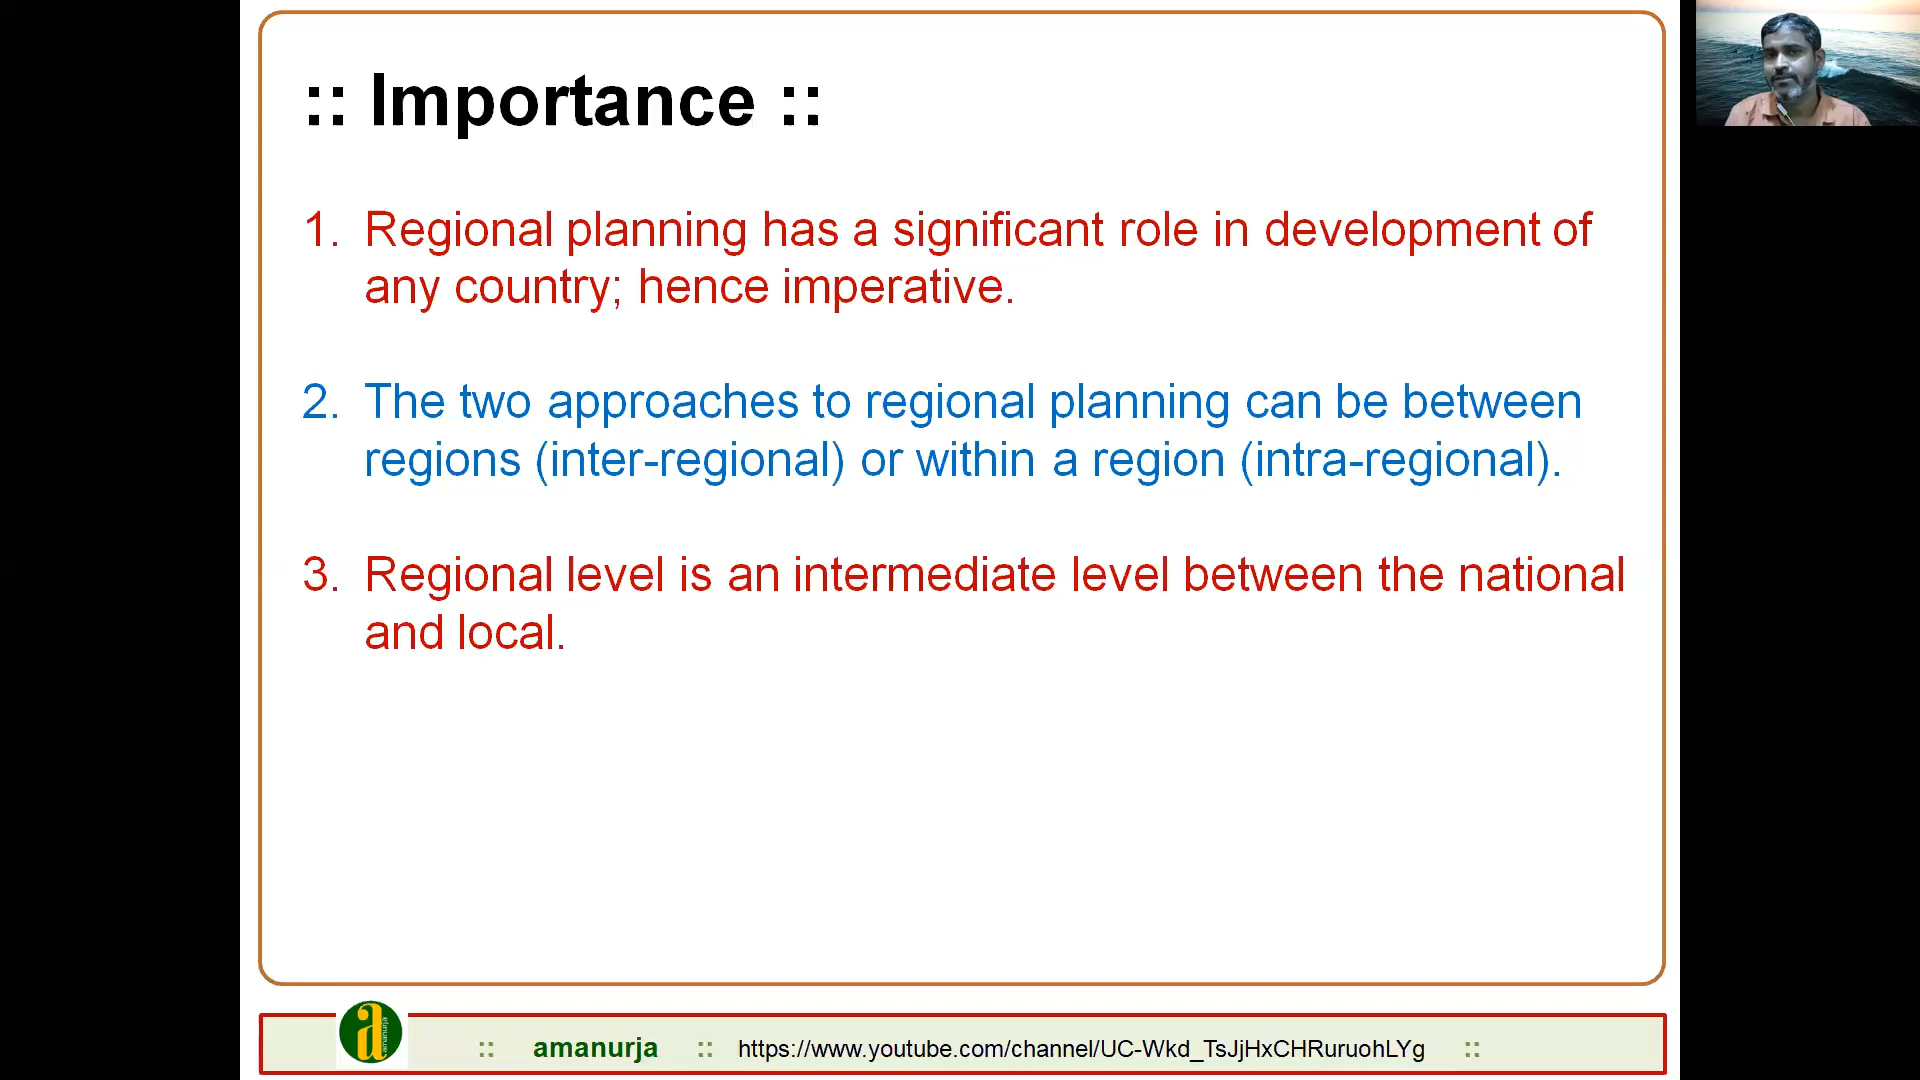 :: Importance ::
1. Regional planning has a significant role in development of
any country; hence imperative.
2. The two approaches to regional planning can be between
regions (inter-regional) or within a region (intra-regional).
3. Regional level is an intermediate level between the national
and local.
a amanurja
:: amanurja :: https://www.youtube.com/channel/UC-Wkd_TsJjHxCHRuruohLYg ::